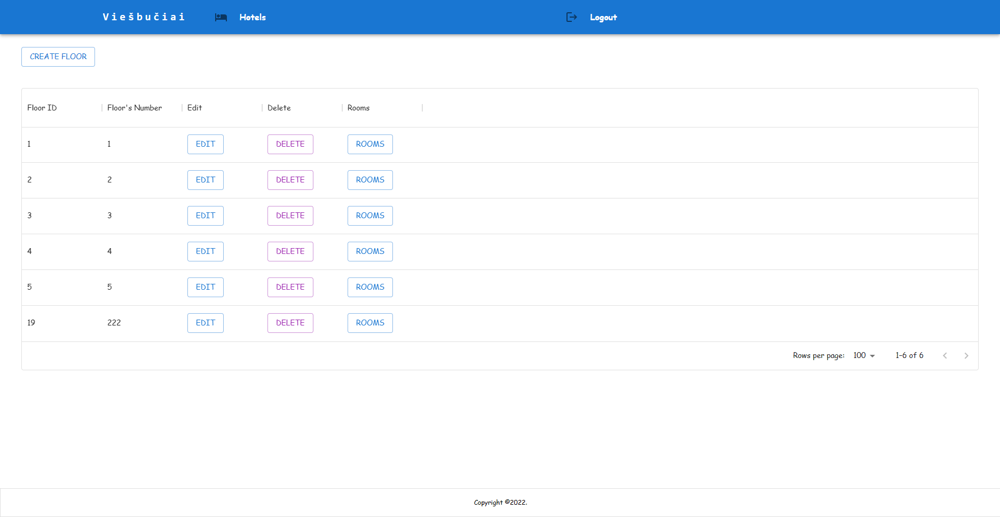 Viešbučiai Hotels Logout
CREATE FLOOR
Floor ID Floor's Number Edit Delete Rooms
1 1 EDIT DELETE ROOMS
2 2 EDIT DELETE ROOMS
3 3 EDIT DELETE ROOMS
4 4 EDIT DELETE ROOMS
5 5 EDIT DELETE ROOMS
19 222 EDIT DELETE ROOMS
Rows per page: 100 1-6 of 6
Copyright ©2022.